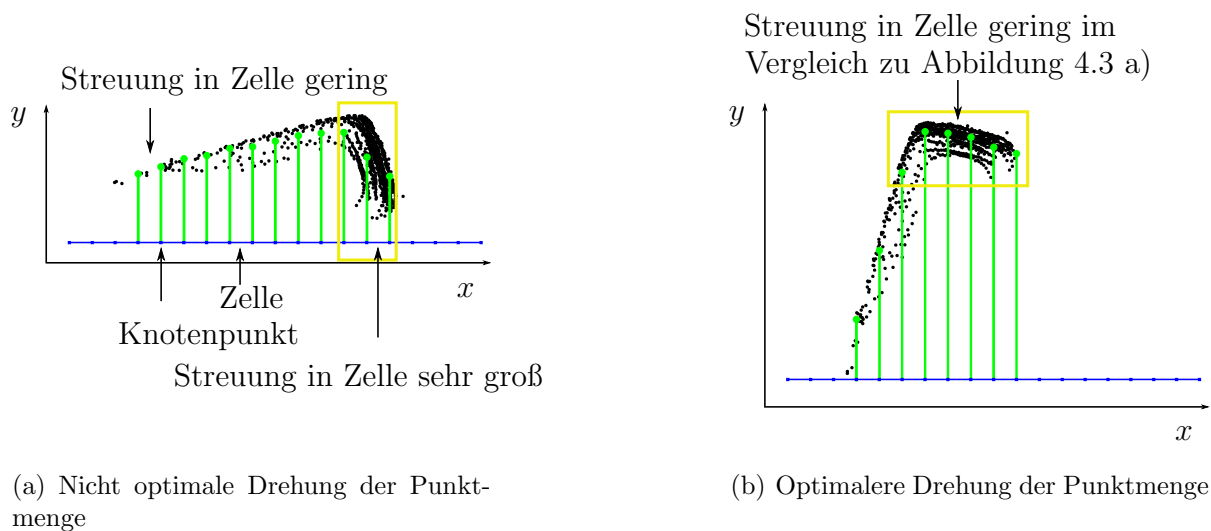 Streuung in Zelle gering
y
Zelle
x
Knotenpunkt
Streuung in Zelle sehr groß
(a) Nicht optimale Drehung der Punkt-
menge
Streuung in Zelle gering im
Vergleich zu Abbildung 4.3 a)
y
x
(b) Optimalere Drehung der Punktmenge